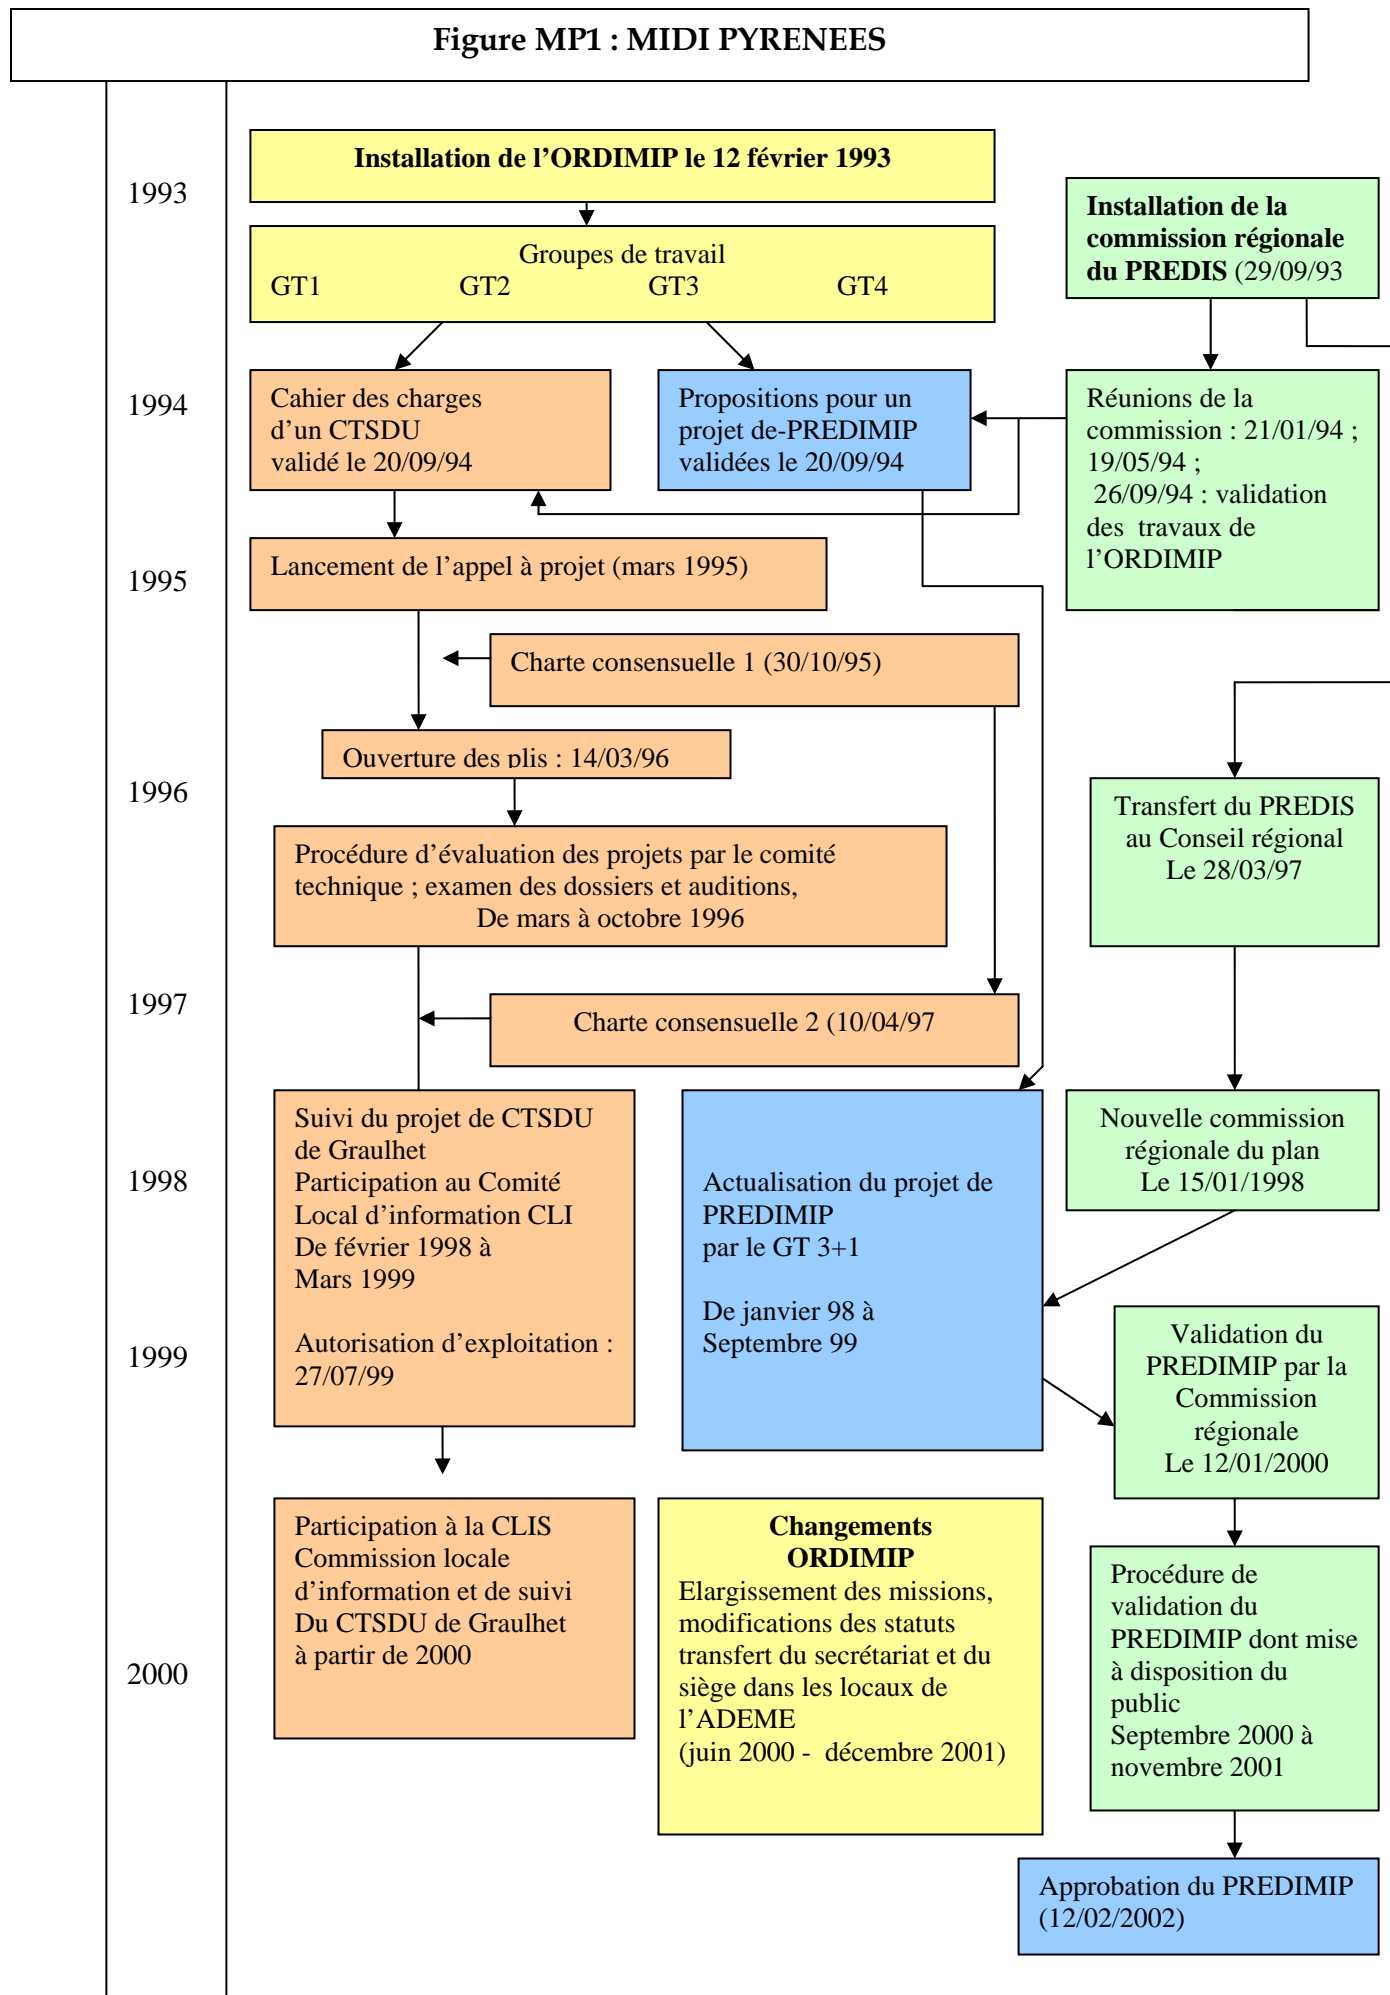 Figure MP1 : MIDI PYRENEES
1993
Installation de l’ORDIMIP le 12 février 1993
Groupes de travail
GT1 GT2 GT3 GT4
Installation de la
commission régionale
du PREDIS (29/09/93
1994
Cahier des charges
d’un CTSDU
validé le 20/09/94
Propositions pour un
projet de-PREDIMIP
validées le 20/09/94
Réunions de la
commission : 21/01/94 ;
19/05/94 ;
26/09/94 : validation
des travaux de
l’ORDIMIP
1995
Lancement de l’appel à projet (mars 1995)
Charte consensuelle 1 (30/10/95)
Ouverture des plis : 14/03/96
1996
Procédure d’évaluation des projets par le comité
technique ; examen des dossiers et auditions,
De mars à octobre 1996
Transfert du PREDIS
au Conseil régional
Le 28/03/97
1997
Charte consensuelle 2 (10/04/97
1998
Suivi du projet de CTSDU
de Graulhet
Participation au Comité
Local d’information CLI
De février 1998 à
Mars 1999
Autorisation d’exploitation :
27/07/99
Actualisation du projet de
PREDIMIP
par le GT 3+1
De janvier 98 à
Septembre 99
Nouvelle commission
régionale du plan
Le 15/01/1998
1999
Validation du
PREDIMIP par la
Commission
régionale
Le 12/01/2000
Participation à la CLIS
Commission locale
d’information et de suivi
Du CTSDU de Graulhet
à partir de 2000
2000
Changements
ORDIMIP
Elargissement des missions,
modifications des statuts
transfert du secrétariat et du
siège dans les locaux de
l’ADEME
(juin 2000 - décembre 2001)
Procédure de
validation du
PREDIMIP dont mise
à disposition du
public
Septembre 2000 à
novembre 2001
Approbation du PREDIMIP
(12/02/2002)